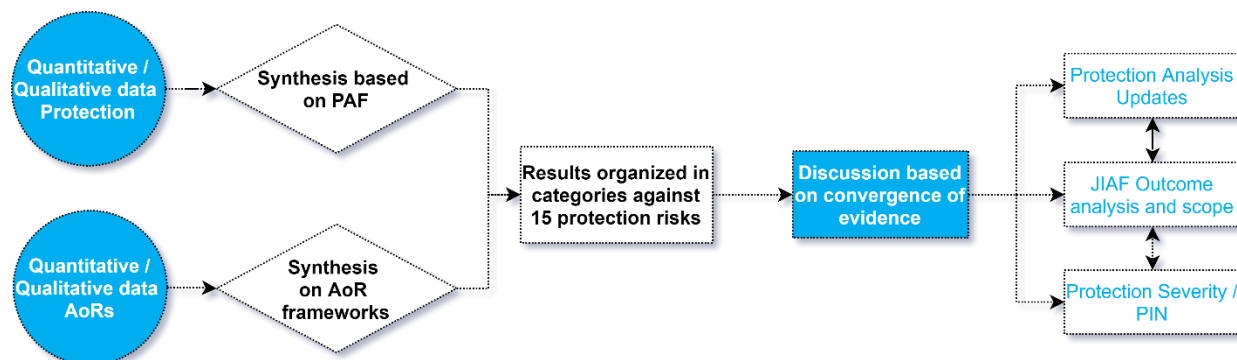 Quantitative /
Qualitative data
Protection
Synthesis based
on PAF
Quantitative /
Qualitative data
AoRs
Synthesis
on AoR
frameworks
Results organized in
categories against
15 protection risks
Discussion based
on convergence of
evidence
Protection Analysis
Updates
JIAF Outcome
analysis and scope
Protection Severity /
PIN